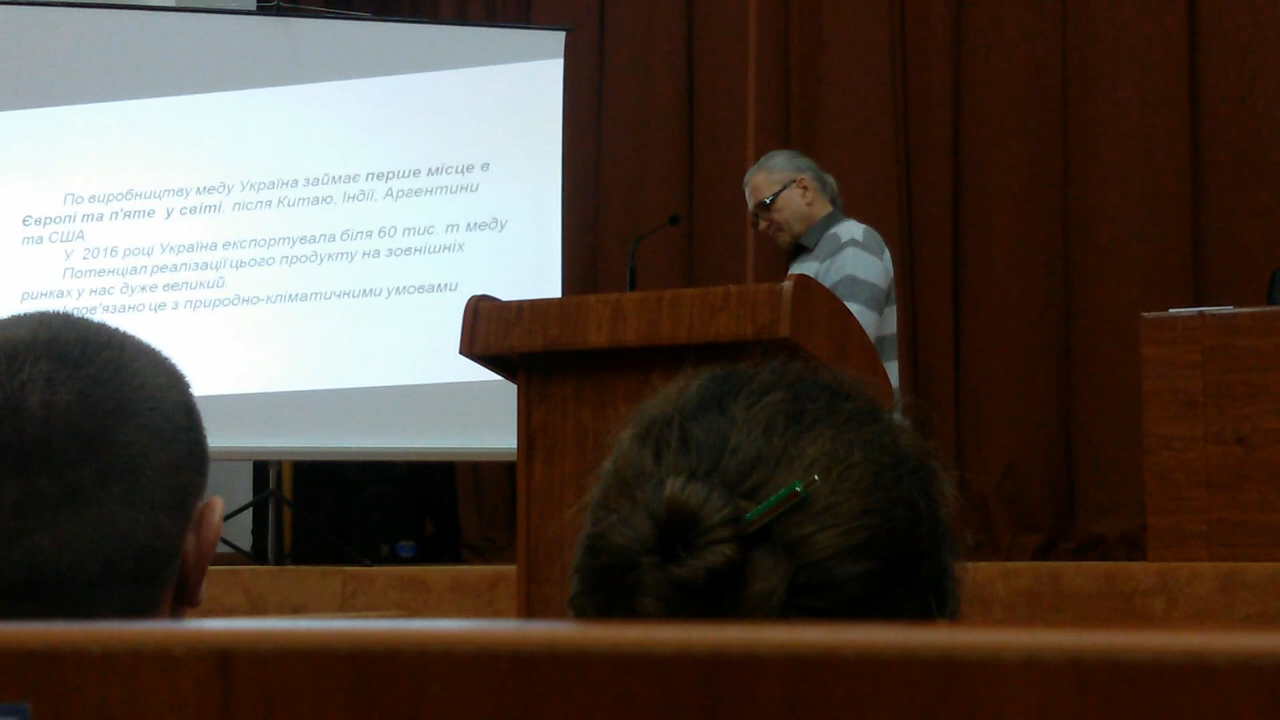 По виробництву меду Україна займає перше місце в
Європі та п'яте у світі, після Китаю, Індії, Аргентини
та США
У 2016 році Україна експортувала біля 60 тис. т меду
Потенціал реалізації цього продукту на зовнішніх
ринках у нас дуже великий.
пов'язано це з природно-кліматичними умовами